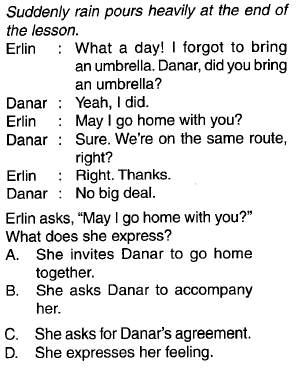 Suddenly rain pours heavily at the end of
the lesson.
Erlin : What a day! I forgot to bring
an umbrella. Danar, did you bring
an umbrella?
Danar : Yeah, I did.
Erlin : May I go home with you?
Danar : Sure. We're on the same route,
right?
Erlin : Right. Thanks.
Danar : No big deal.
Erlin asks, “May I go home with you?”
What does she express?
A. She invites Danar to go home
together.
B. She asks Danar to accompany
her.
C. She asks for Danar's agreement.
D. She expresses her feeling.